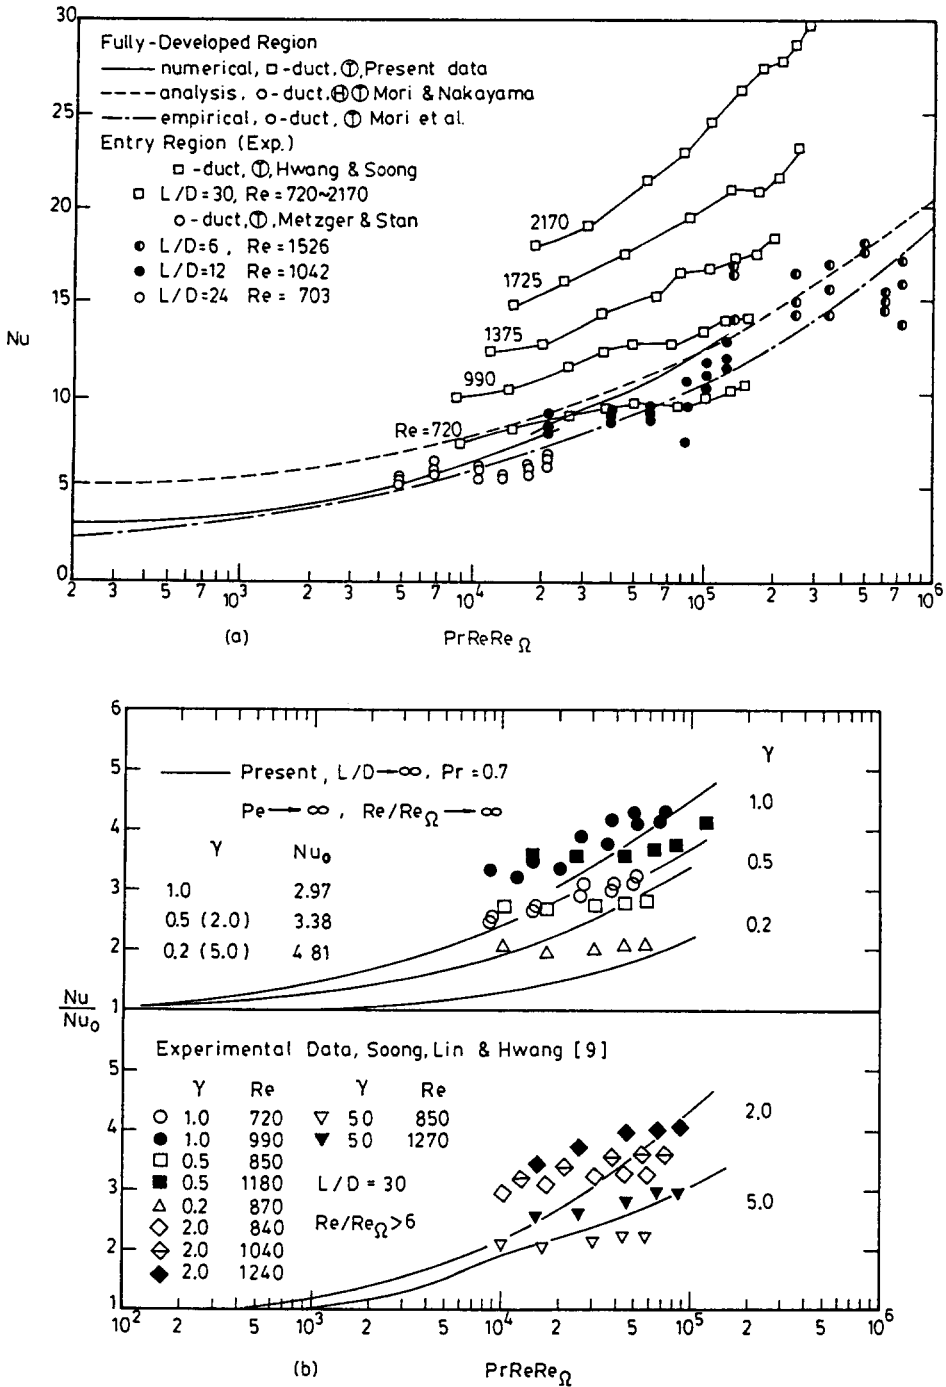 30
25
20
15
10
5
0
Nu
Fully-Developed Region
numerical, □-duct, Ⓣ, Present data
analysis, o-duct, ⒽⓉ Mori & Nakayama
empirical, o-duct, Ⓣ Mori et al.
Entry Region (Exp.)
□-duct, Ⓣ, Hwang & Soong
□ L/D=30, Re=720~2170
o-duct, Ⓣ, Metzger & Stan
◐ L/D=6, Re=1526
● L/D=12 Re=1042
○ L/D=24 Re= 703
2170
1725
1375
990
Re=720
2 3 5 7 10³ 2 3 5 7 10⁴ 2 3 5 7 10⁵ 2 3 5 7 10⁶
(a)
PrReRe_Ω
6
5
4
3
2
1
Present, L/D→∞, Pr=0.7
Pe→∞, Re/Re_Ω→∞
γ Nu₀
1.0 2.97
0.5 (2.0) 3.38
0.2 (5.0) 4 81
γ
1.0
0.5
0.2
Nu
Nu₀
Experimental Data, Soong, Lin & Hwang [9]
γ Re γ Re
○ 1.0 720 ▽ 5.0 850
● 1.0 990 ▼ 5.0 1270
□ 0.5 850
■ 0.5 1180 L/D = 30
△ 0.2 870
◇ 2.0 840 Re/Re_Ω >6
2.0 1040
◆ 2.0 1240
5
4
3
2
1
2.0
5.0
10² 2 5 10³ 2 5 10⁴ 2 5 10⁵ 2 5 10⁶
(b)
PrReRe_Ω